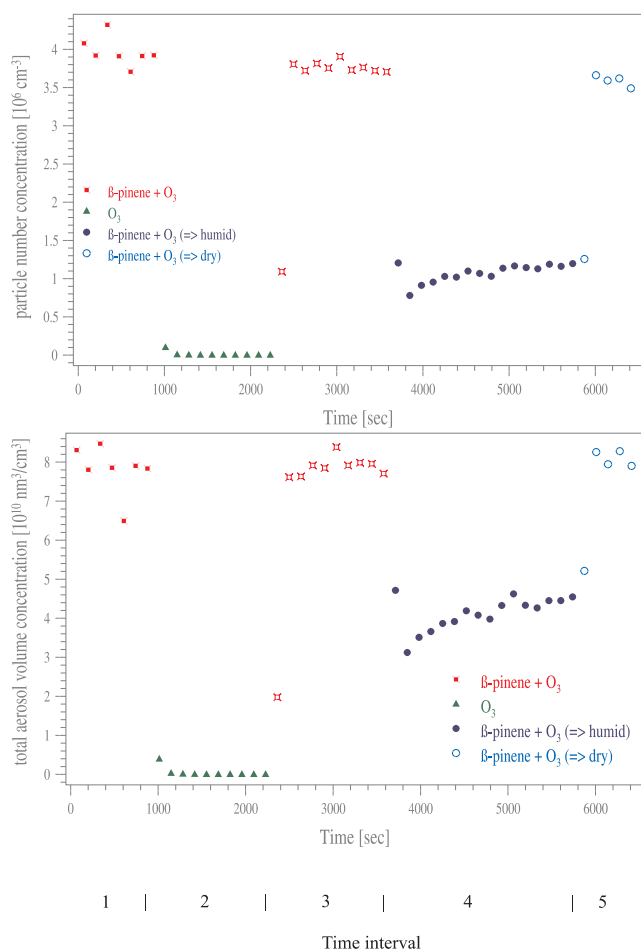 particle number concentration [10⁶ cm⁻³]
4
3.5
3
2.5
2
1.5
1
0.5
0
ß-pinene + O₃
O₃
ß-pinene + O₃ (=> humid)
ß-pinene + O₃ (=> dry)
0 1000 2000 3000 4000 5000 6000
Time [sec]
total aerosol volume concentration [10¹⁰ nm³/cm³]
8
6
4
2
0
ß-pinene + O₃
O₃
ß-pinene + O₃ (=> humid)
ß-pinene + O₃ (=> dry)
0 1000 2000 3000 4000 5000 6000
Time [sec]
1 | 2 | 3 | 4 | 5
Time interval